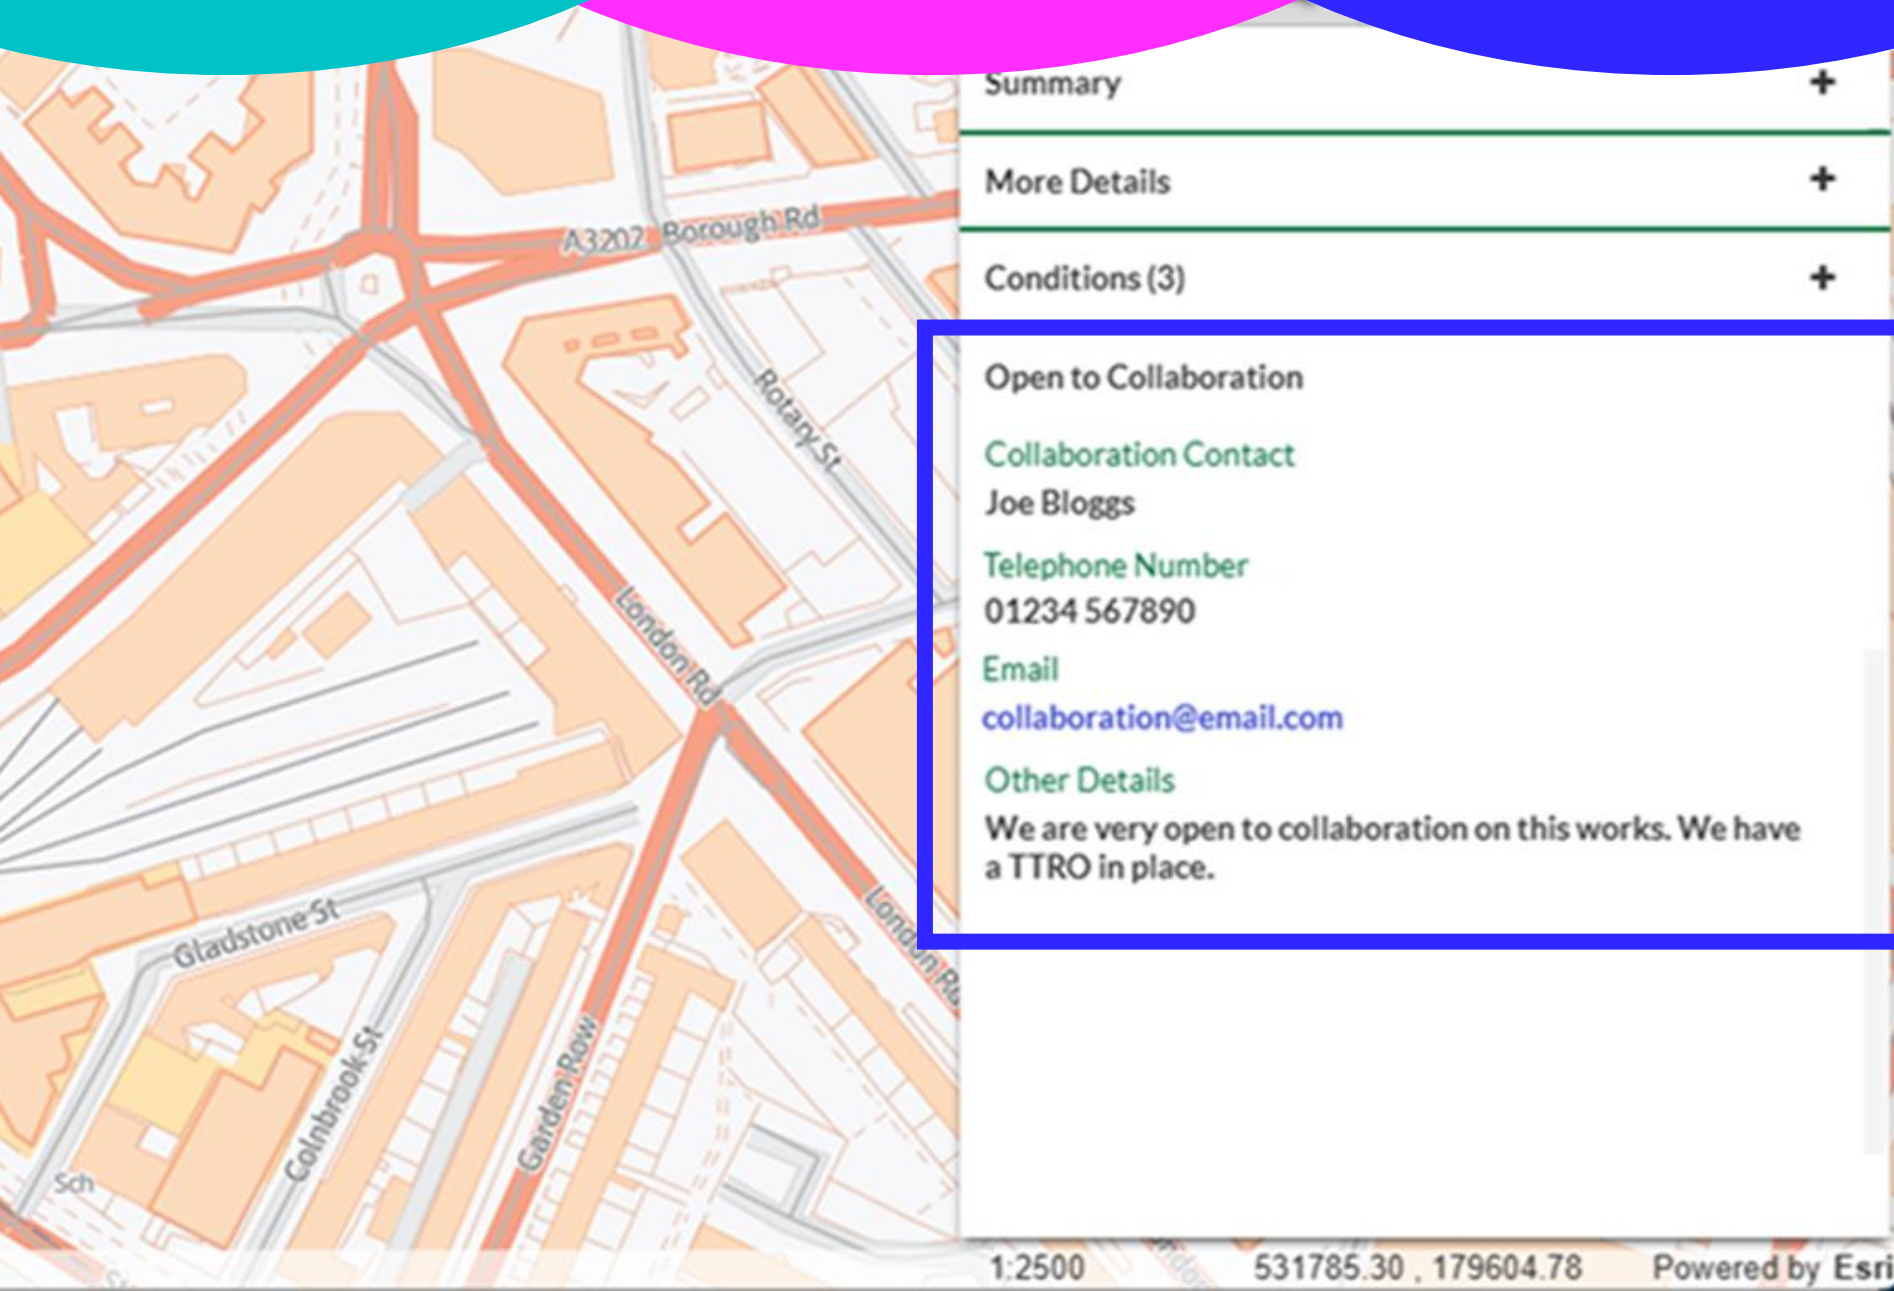 Summary
More Details
Conditions (3)
Open to Collaboration
Collaboration Contact
Joe Bloggs
Telephone Number
01234 567890
Email
collaboration@email.com
Other Details
We are very open to collaboration on this works. We have
a TTRO in place.
A3202 Borough Rd
Rotary St
London Rd
London Rd
Gladstone St
Colnbrook St
Garden Row
Sch
1:2500
531785.30 , 179604.78
Powered by Esri